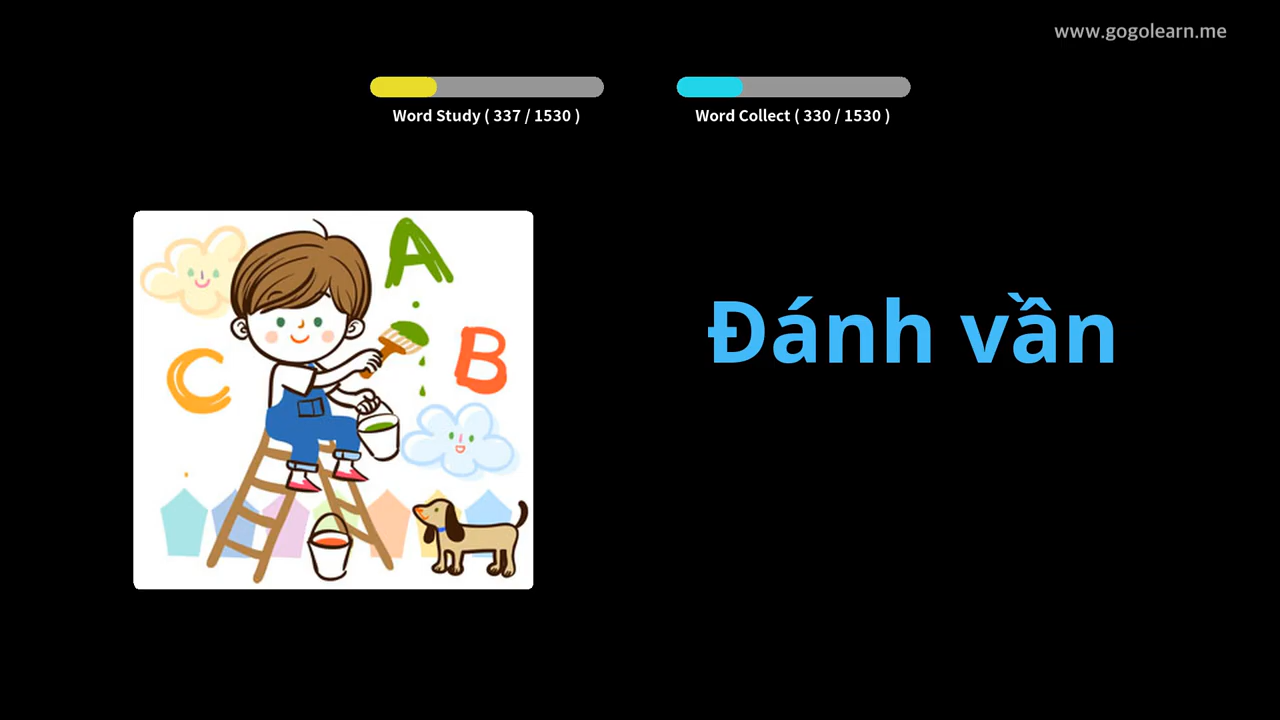 www.gogolearn.me
Word Study ( 337 / 1530 )
Word Collect ( 330 / 1530 )
A
B
C
Đánh vần